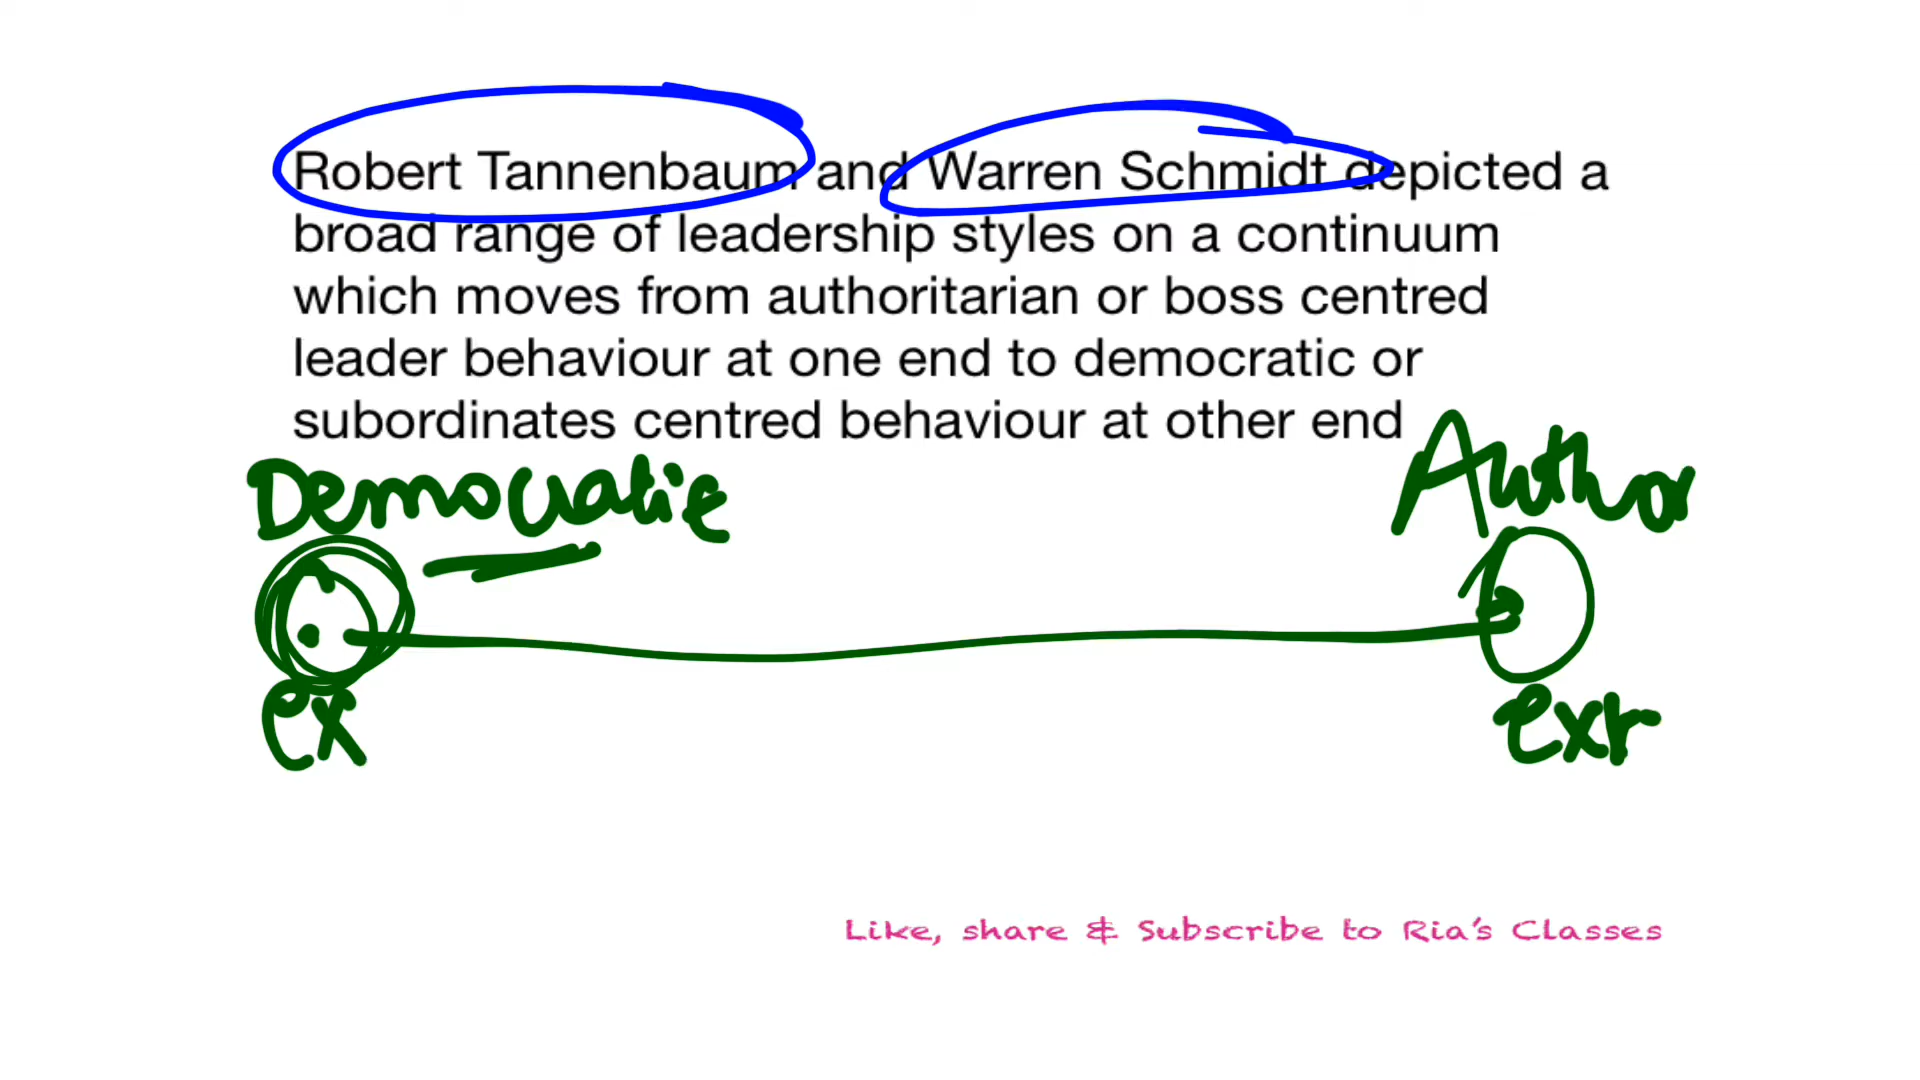 Robert Tannenbaum and Warren Schmidt depicted a
broad range of leadership styles on a continuum
which moves from authoritarian or boss centred
leader behaviour at one end to democratic or
subordinates centred behaviour at other end
Democratic
Author
ex
exr
Like, share & Subscribe to Ria's Classes